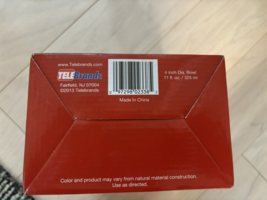 www.Telebrands.com
TELEBrands
Fairfield, NJ 07004
©2013 Telebrands
Made in China
4 inch Dia. Bowl
11 fl. oz. / 325 ml
Color and product may vary from natural material construction.
Use as directed.